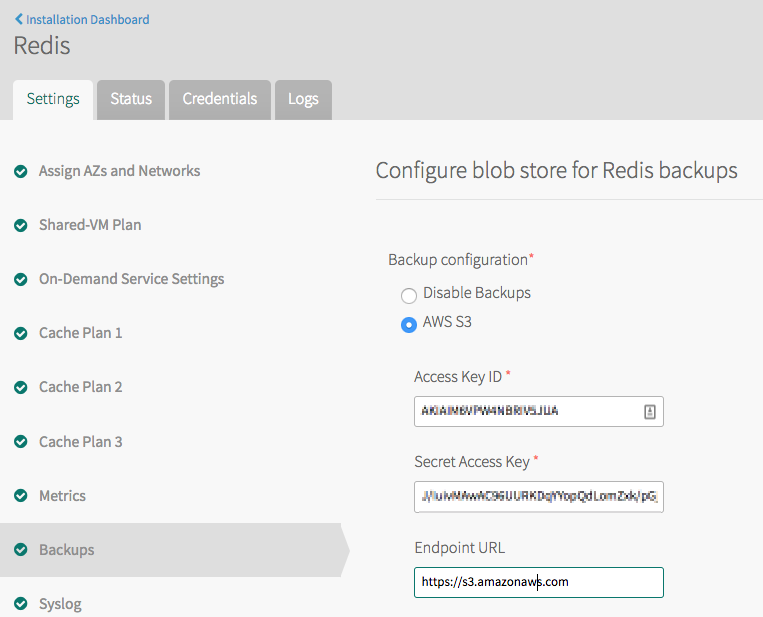 Installation Dashboard
Redis
Settings
Status
Credentials
Logs
Assign AZs and Networks
Shared-VM Plan
On-Demand Service Settings
Cache Plan 1
Cache Plan 2
Cache Plan 3
Metrics
Backups
Syslog
Configure blob store for Redis backups
Backup configuration*
Disable Backups
AWS S3
Access Key ID *
Secret Access Key *
Endpoint URL
https://s3.amazonaws.com